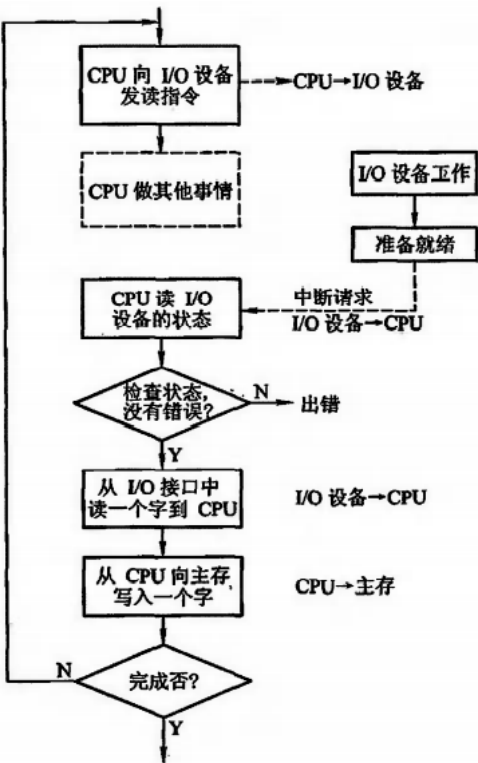 CPU 向 I/O 设备
发读指令
CPU→I/O 设备
CPU 做其他事情
I/O 设备工作
准备就绪
CPU 读 I/O
设备的状态
中断请求
I/O 设备→CPU
检查状态,
没有错误?
N
出错
Y
从 I/O 接口中
读一个字到 CPU
I/O 设备→CPU
从 CPU 向主存
写入一个字
CPU→主存
N
完成否?
Y